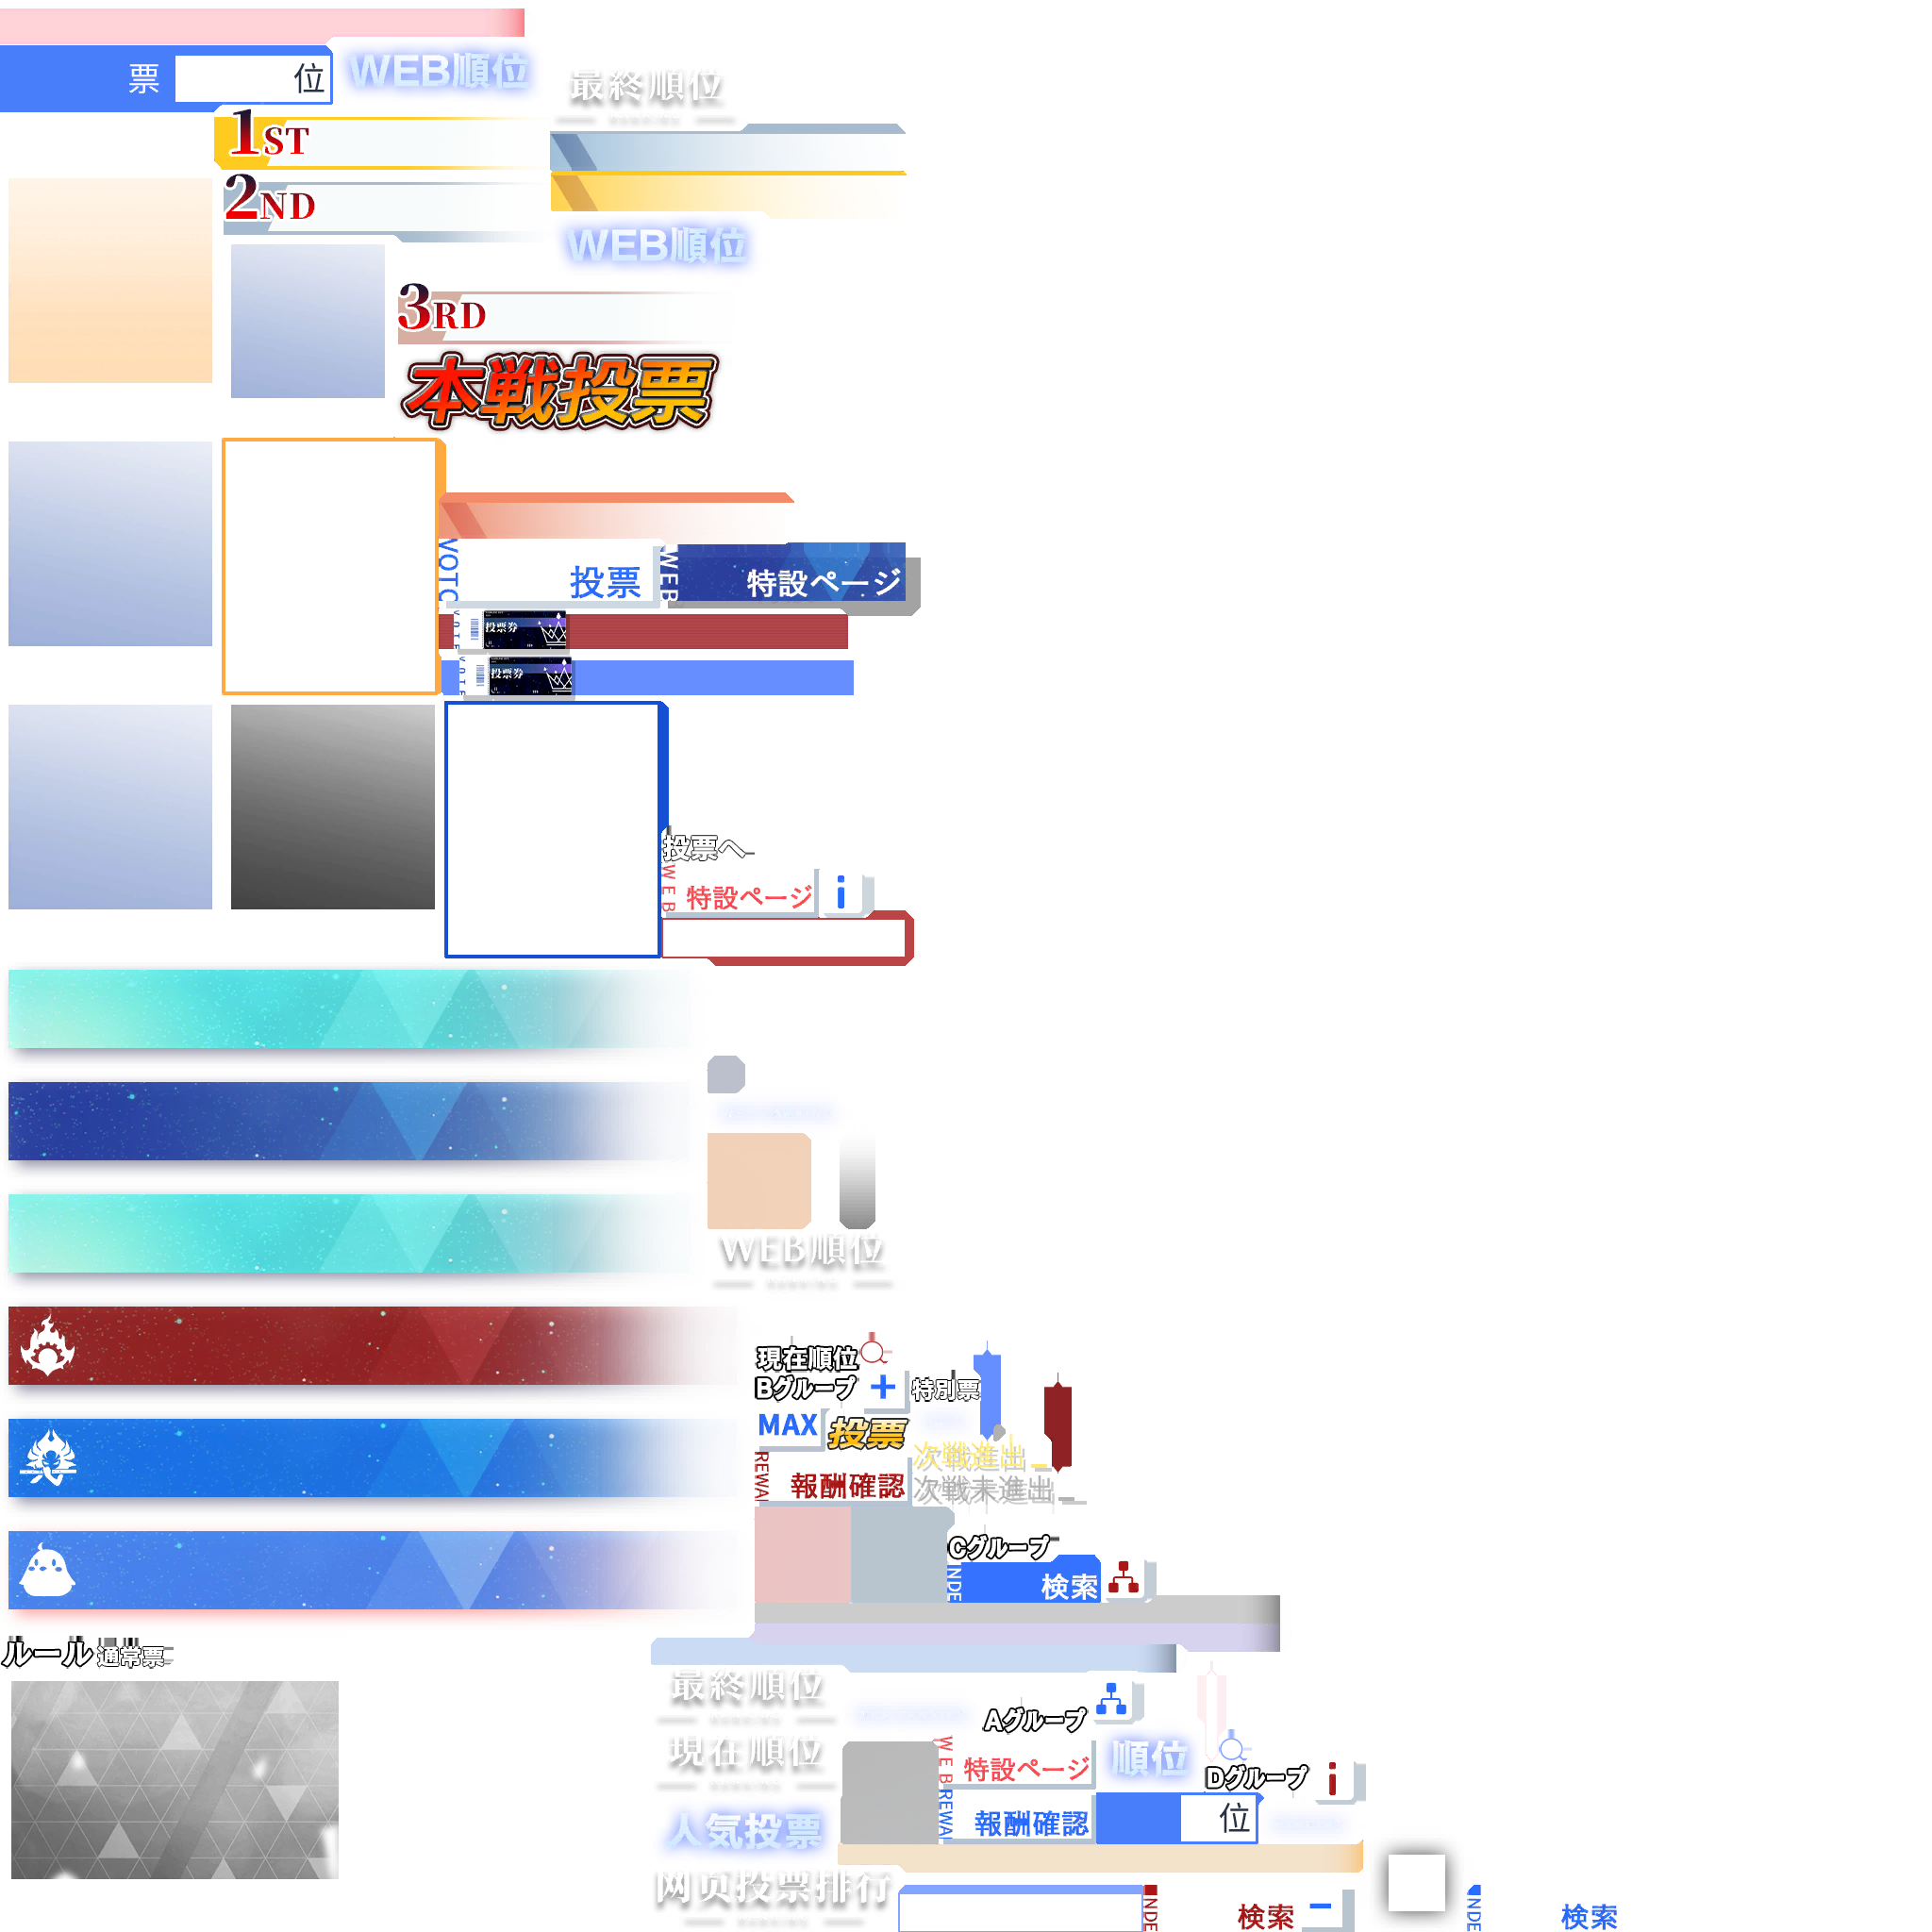 票
位
WEB順位
最終順位
1ST
2ND
WEB順位
3RD
本戦投票
投票
WEB
特設ページ
VOTE
投票券
VOTE
投票券
投票へ
WEB
特設ページ
i
WEB順位
RANKING
現在順位
Bグループ
+
特別票
MAX
投票
次戦進出
報酬確認
次戦未進出
Cグループ
検索
ルール
通常票
最終順位
Aグループ
現在順位
WEB
特設ページ
順位
Dグループ
i
人気投票
報酬確認
位
网页投票排行
検索
検索